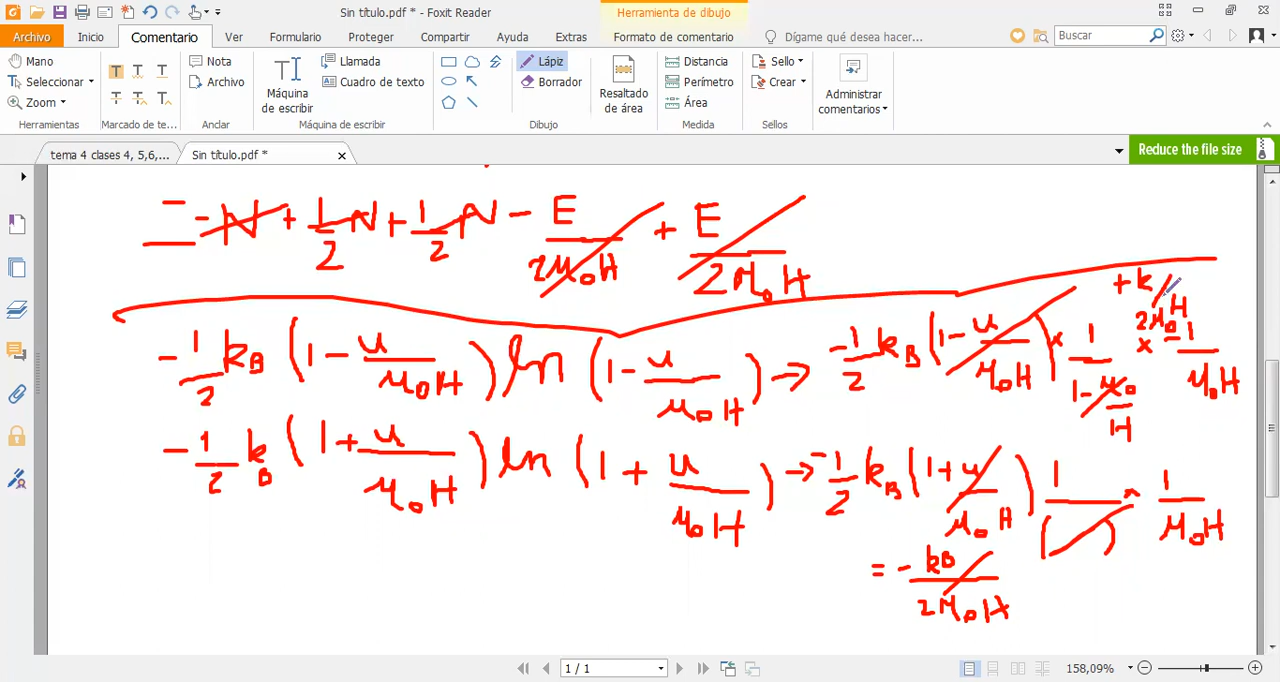 Sin título.pdf * - Foxit Reader
Herramienta de dibujo
Archivo Inicio Comentario Ver Formulario Proteger Compartir Ayuda Extras Formato de comentario Dígame qué desea hacer... Buscar
Mano
Seleccionar
Zoom
Herramientas
T T T
T T T
Marcado de te...
Nota
Archivo
Anclar
Máquina de escribir
Llamada
Cuadro de texto
Máquina de escribir
Lápiz
Borrador
Dibujo
Resaltado de área
Distancia
Perímetro
Área
Medida
Sello
Crear
Sellos
Administrar comentarios
tema 4 clases 4, 5,6,...
Sin título.pdf *
Reduce the file size
- N + 1/2 N + 1/2 N - E/2μ₀H + E/2μ₀H
+ k/2μ₀H
-1/2 k_B (1 - u/μ₀H) ln (1 - u/μ₀H) → -1/2 k_B (1 - u/μ₀H) × 1/(1 - μ₀/H) × -1/μ₀H
-1/2 k_B (1 + u/μ₀H) ln (1 + u/μ₀H) → -1/2 k_B (1 + u/μ₀H) 1/( ) × 1/μ₀H
= - k_B/2μ₀H
1 / 1
158,09%